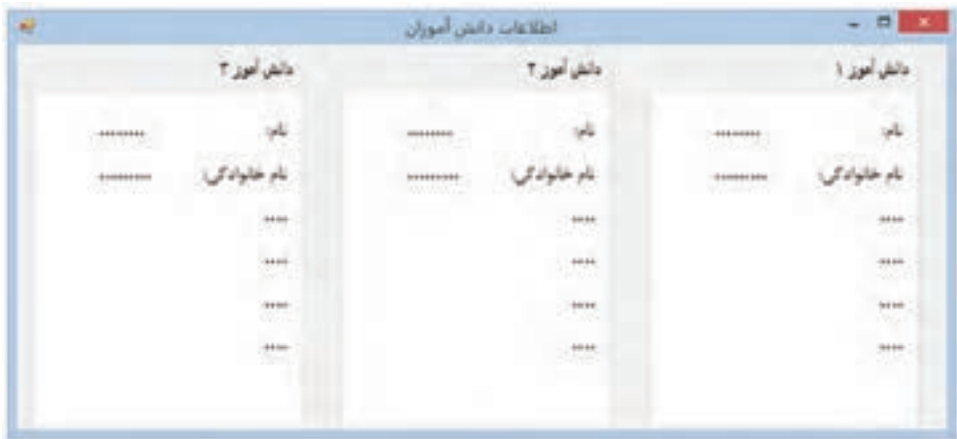 اطلاعات دانش آموزان
دانش آموز ۱
نام: .........
نام خانوادگی: ..........
....
....
....
....
دانش آموز ۲
نام: .........
نام خانوادگی: ..........
....
....
....
....
دانش آموز ۳
نام: .........
نام خانوادگی: ..........
....
....
....
....